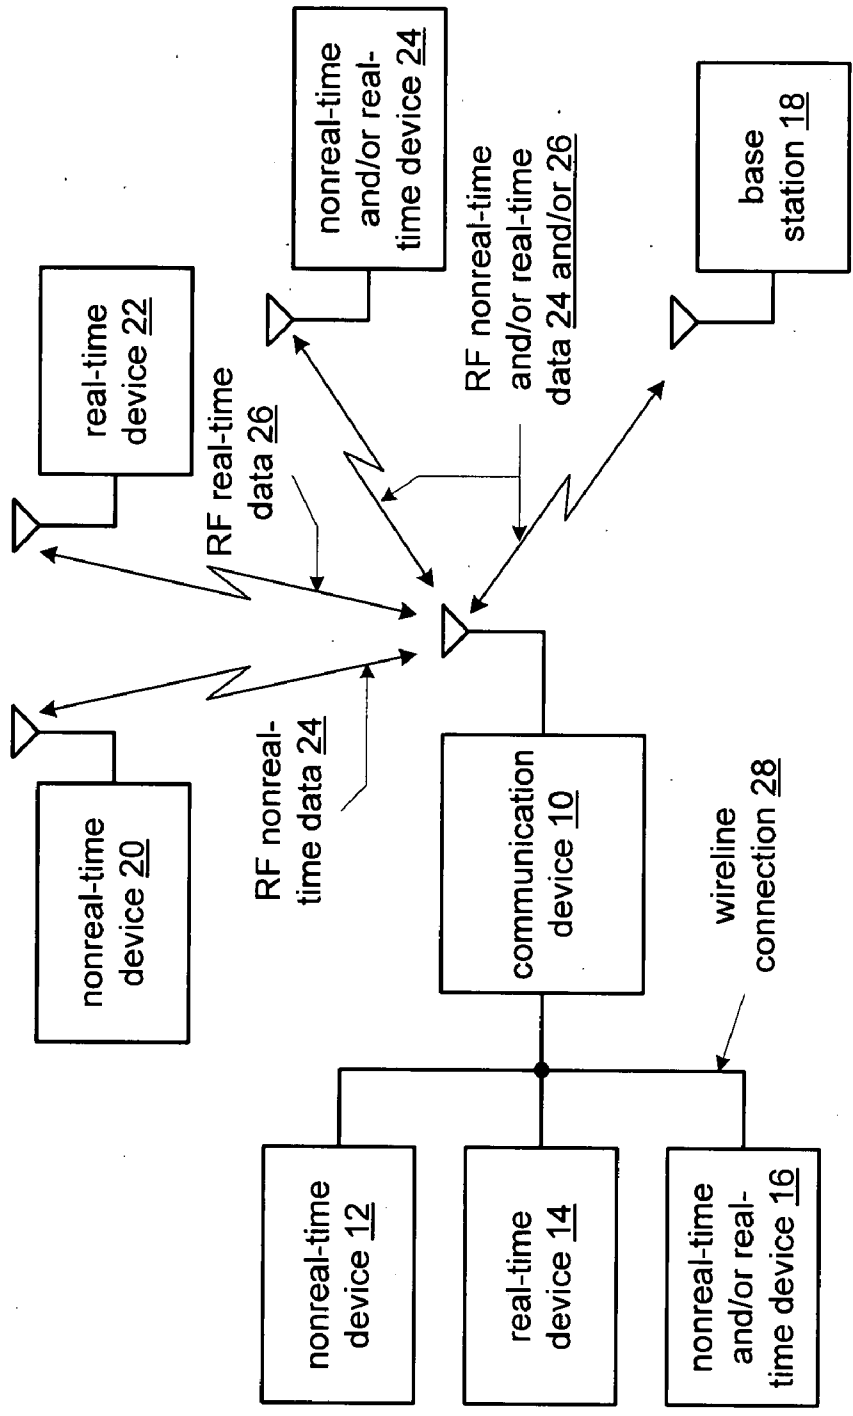 nonreal-time
device 20
real-time
device 22
RF nonreal-
time data 24
RF real-time
data 26
nonreal-time
and/or real-
time device 24
nonreal-time
device 12
real-time
device 14
nonreal-time
and/or real-
time device 16
communication
device 10
wireline
connection 28
RF nonreal-time
and/or real-time
data 24 and/or 26
base
station 18